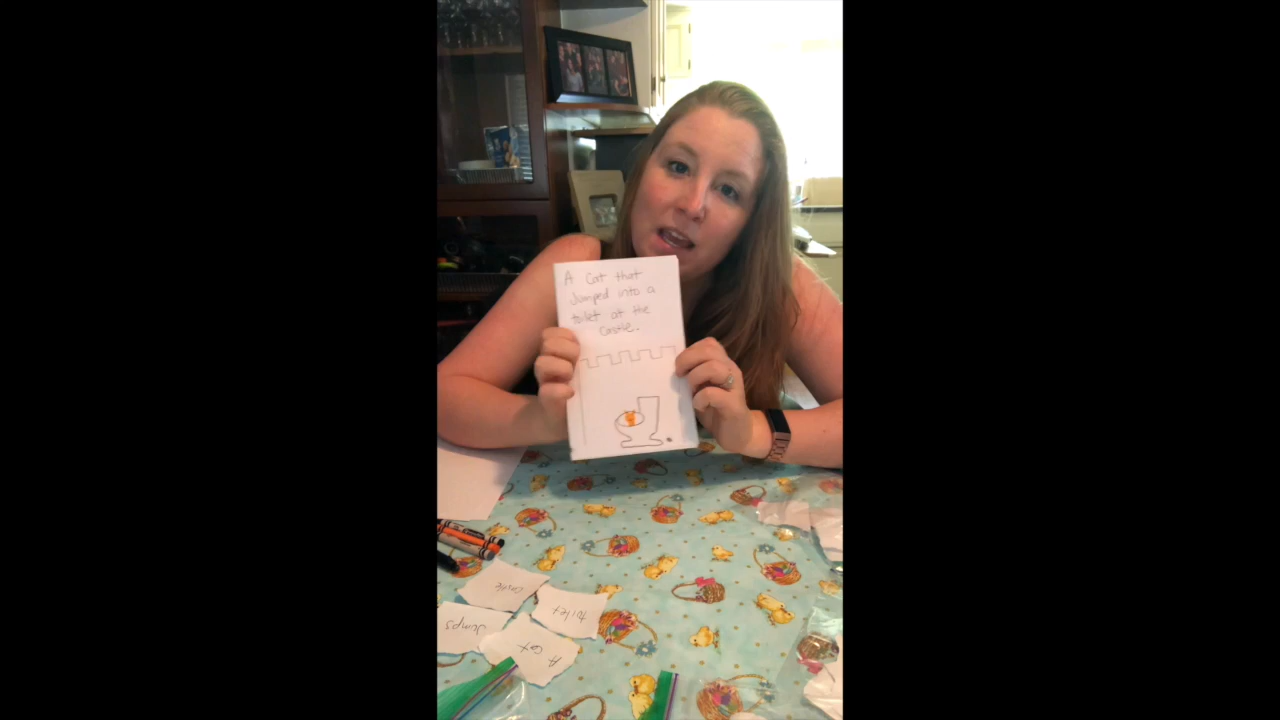 A Cat that
Jumped into a
toilet at the
Castle.
Castle
toilet
Jumps
A Cat